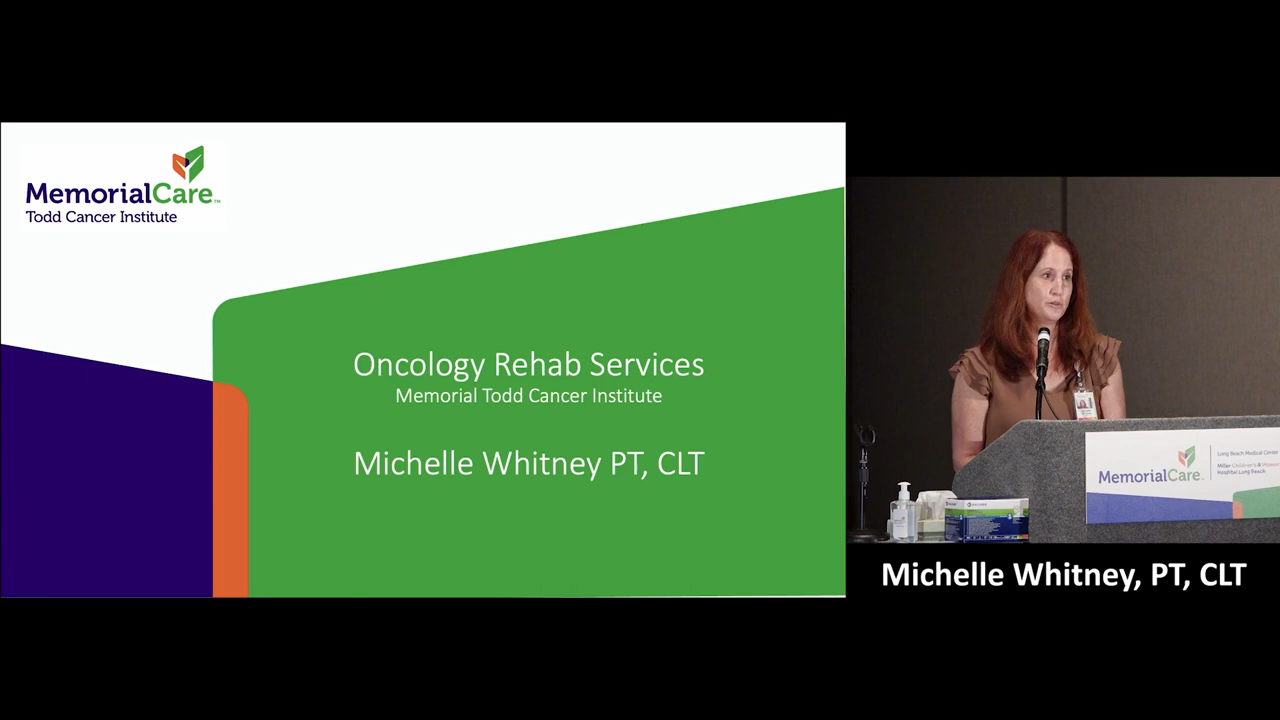 MemorialCare™
Todd Cancer Institute
Oncology Rehab Services
Memorial Todd Cancer Institute
Michelle Whitney PT, CLT
MemorialCare
Long Beach Medical Center
Miller Children's & Women's
Hospital Long Beach
Michelle Whitney, PT, CLT